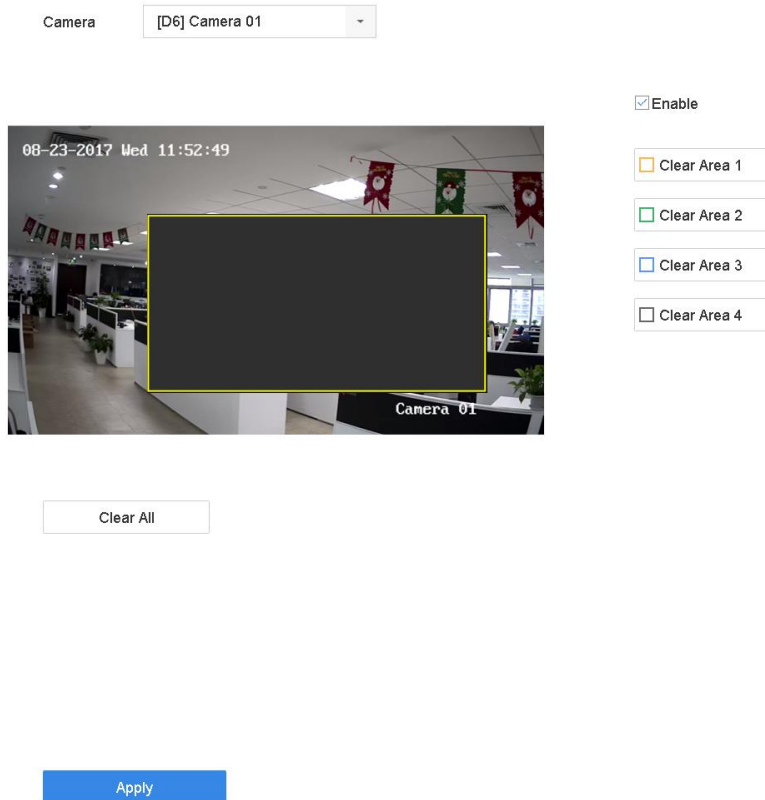 Camera
[D6] Camera 01
Enable
08-23-2017 Wed 11:52:49
Clear Area 1
Clear Area 2
Clear Area 3
Clear Area 4
Camera 01
Clear All
Apply